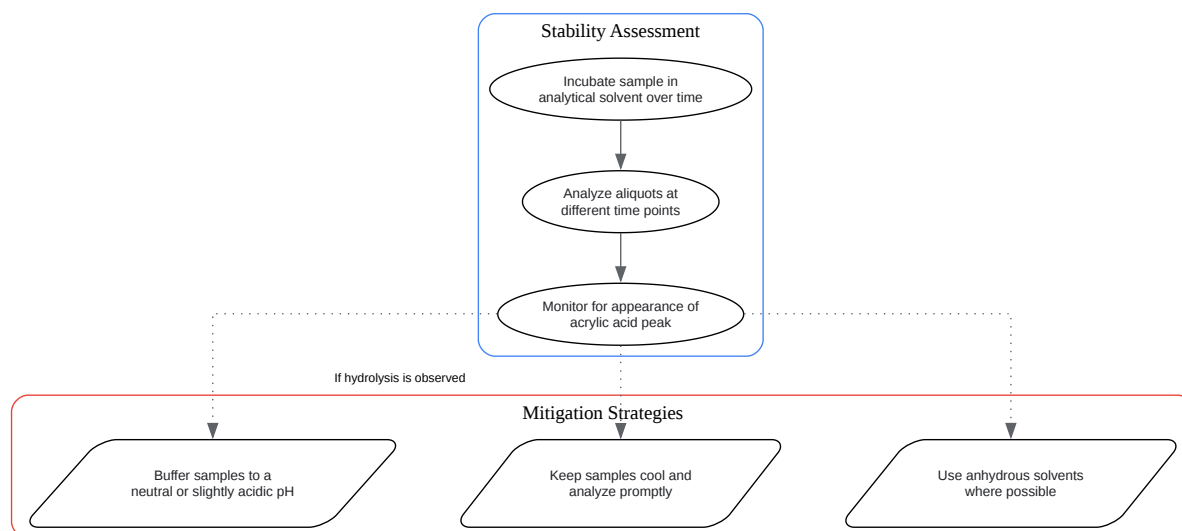 Stability Assessment
Incubate sample in
analytical solvent over time
Analyze aliquots at
different time points
Monitor for appearance of
acrylic acid peak
If hydrolysis is observed
Mitigation Strategies
Buffer samples to a
neutral or slightly acidic pH
Keep samples cool and
analyze promptly
Use anhydrous solvents
where possible